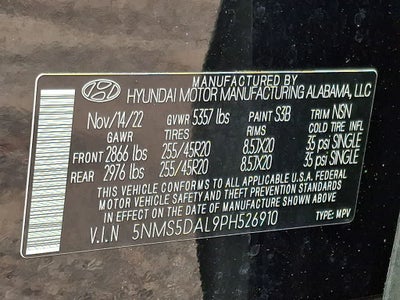 MANUFACTURED BY
HYUNDAI MOTOR MANUFACTURING ALABAMA, LLC
Nov/14/22 GVWR 5357 lbs PAINT S3B TRIM NSN
GAWR TIRES RIMS COLD TIRE INFL
FRONT 2866 lbs 255/45R20 8.5JX20 35 psi SINGLE
REAR 2976 lbs 255/45R20 8.5JX20 35 psi SINGLE
THIS VEHICLE CONFORMS TO ALL APPLICABLE U.S.A. FEDERAL
MOTOR VEHICLE SAFETY AND THEFT PREVENTION STANDARDS
IN EFFECT ON THE DATE OF MANUFACTURE SHOWN ABOVE.
V.I.N 5NMS5DAL9PH526910 TYPE: MPV